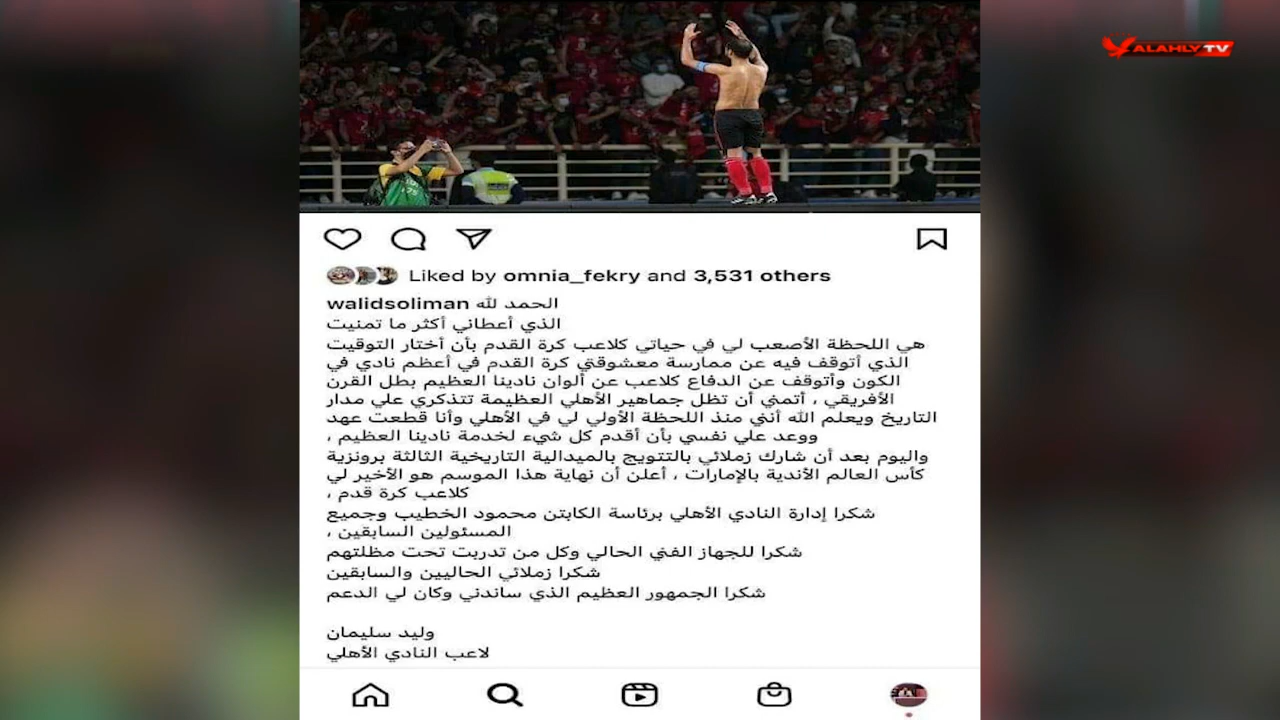 ALAHLY TV
Liked by omnia_fekry and 3,531 others
walidsoliman الحمد لله
الذي أعطاني أكثر ما تمنيت
هي اللحظة الأصعب لي في حياتي كلاعب كرة القدم بأن أختار التوقيت
الذي أتوقف فيه عن ممارسة معشوقتي كرة القدم في أعظم نادي في
الكون وأتوقف عن الدفاع كلاعب عن ألوان نادينا العظيم بطل القرن
الأفريقي ، أتمني أن تظل جماهير الأهلي العظيمة تتذكري علي مدار
التاريخ ويعلم الله أنني منذ اللحظة الأولي لي في الأهلي وأنا قطعت عهد
ووعد علي نفسي بأن أقدم كل شيء لخدمة نادينا العظيم ،
واليوم بعد أن شارك زملائي بالتتويج بالميدالية التاريخية الثالثة برونزية
كأس العالم الأندية بالإمارات ، أعلن أن نهاية هذا الموسم هو الأخير لي
كلاعب كرة قدم ،
شكرا إدارة النادي الأهلي برئاسة الكابتن محمود الخطيب وجميع
المسئولين السابقين ،
شكرا للجهاز الفني الحالي وكل من تدربت تحت مظلتهم
شكرا زملائي الحاليين والسابقين
شكرا الجمهور العظيم الذي ساندني وكان لي الدعم
وليد سليمان
لاعب النادي الأهلي